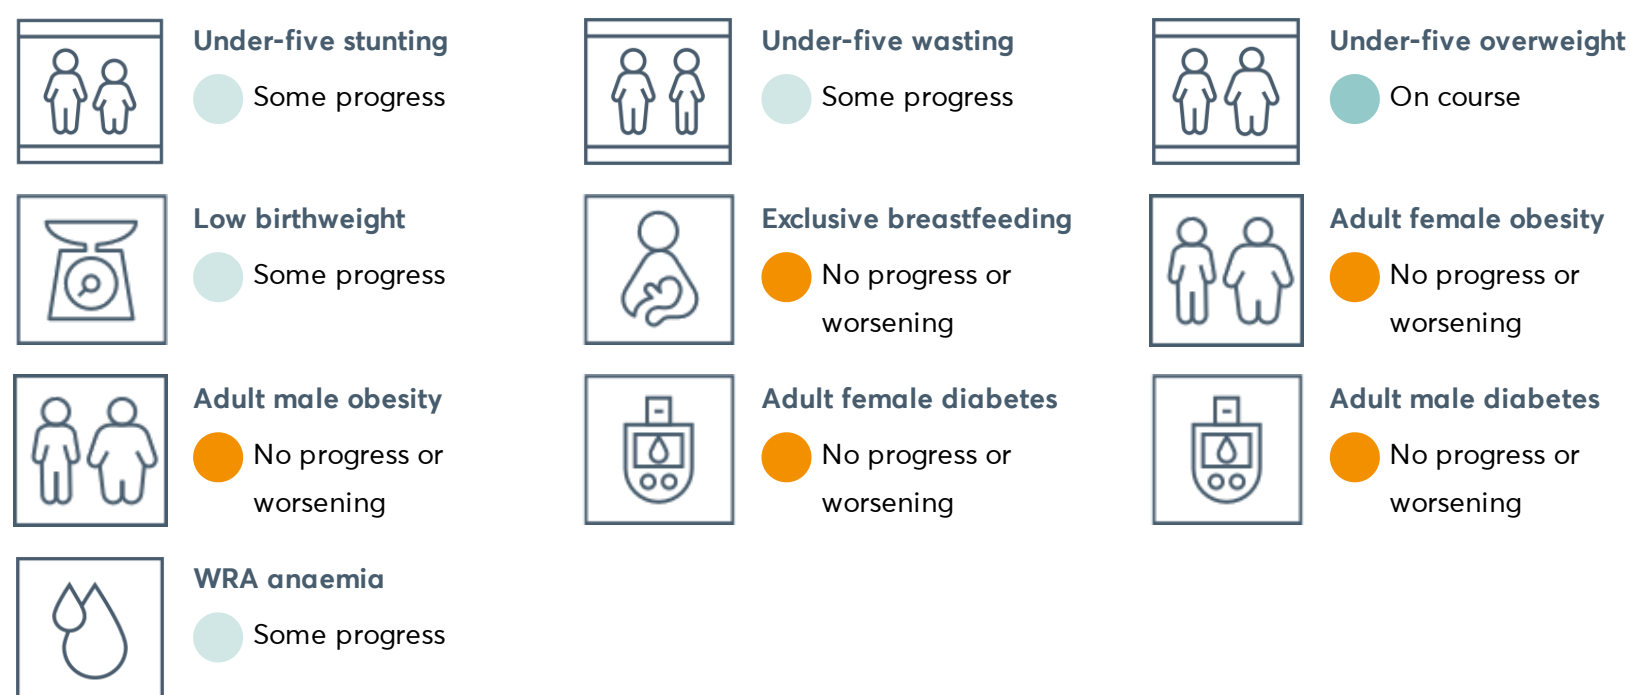 Under-five stunting
Some progress
Under-five wasting
Some progress
Under-five overweight
On course
Low birthweight
Some progress
Exclusive breastfeeding
No progress or
worsening
Adult female obesity
No progress or
worsening
Adult male obesity
No progress or
worsening
Adult female diabetes
No progress or
worsening
Adult male diabetes
No progress or
worsening
WRA anaemia
Some progress